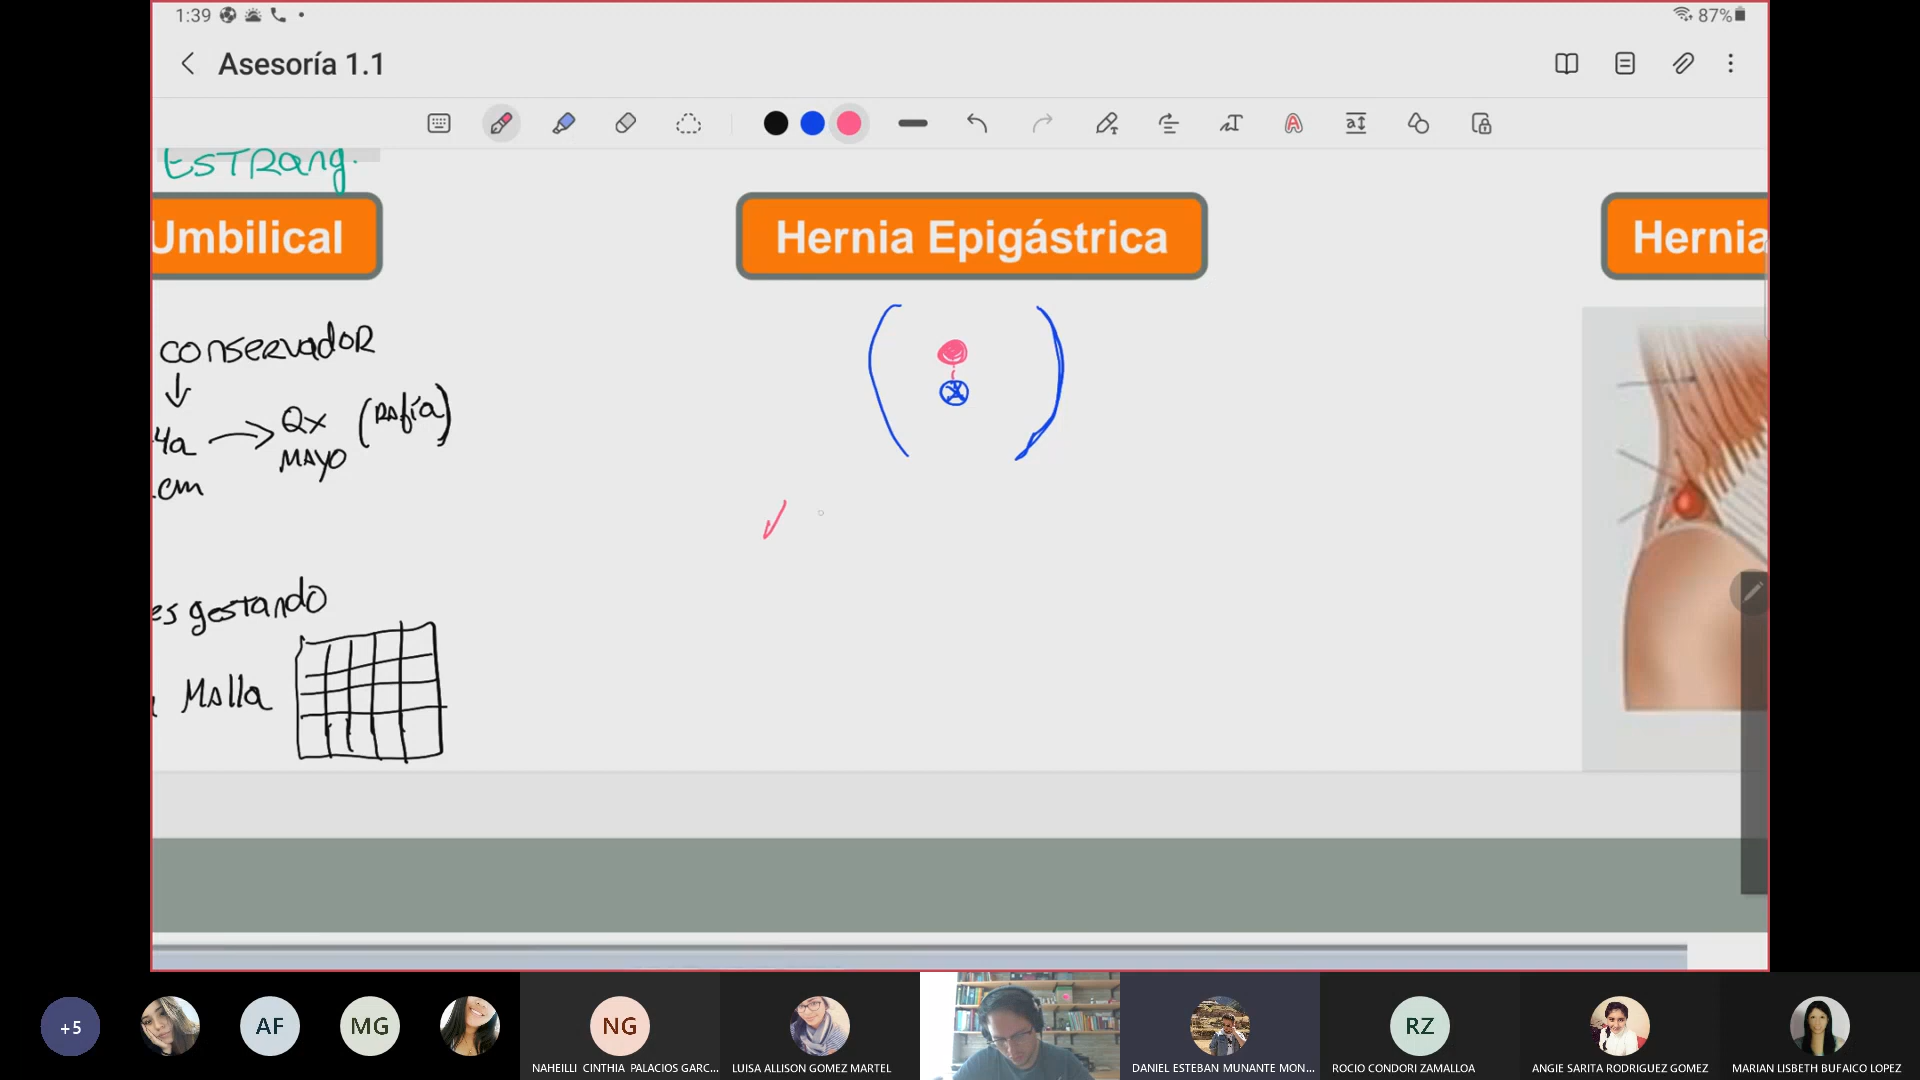 1:39
87%
Asesoría 1.1
ESTRang.
Umbilical
Hernia Epigástrica
Hernia
conservador
4a Qx (Rafía)
MAYO
cm
es gestando
Malla
+5
AF
MG
NG
RZ
NAHEILLI CINTHIA PALACIOS GARC...
LUISA ALLISON GOMEZ MARTEL
DANIEL ESTEBAN MUNANTE MON...
ROCIO CONDORI ZAMALLOA
ANGIE SARITA RODRIGUEZ GOMEZ
MARIAN LISBETH BUFAICO LOPEZ